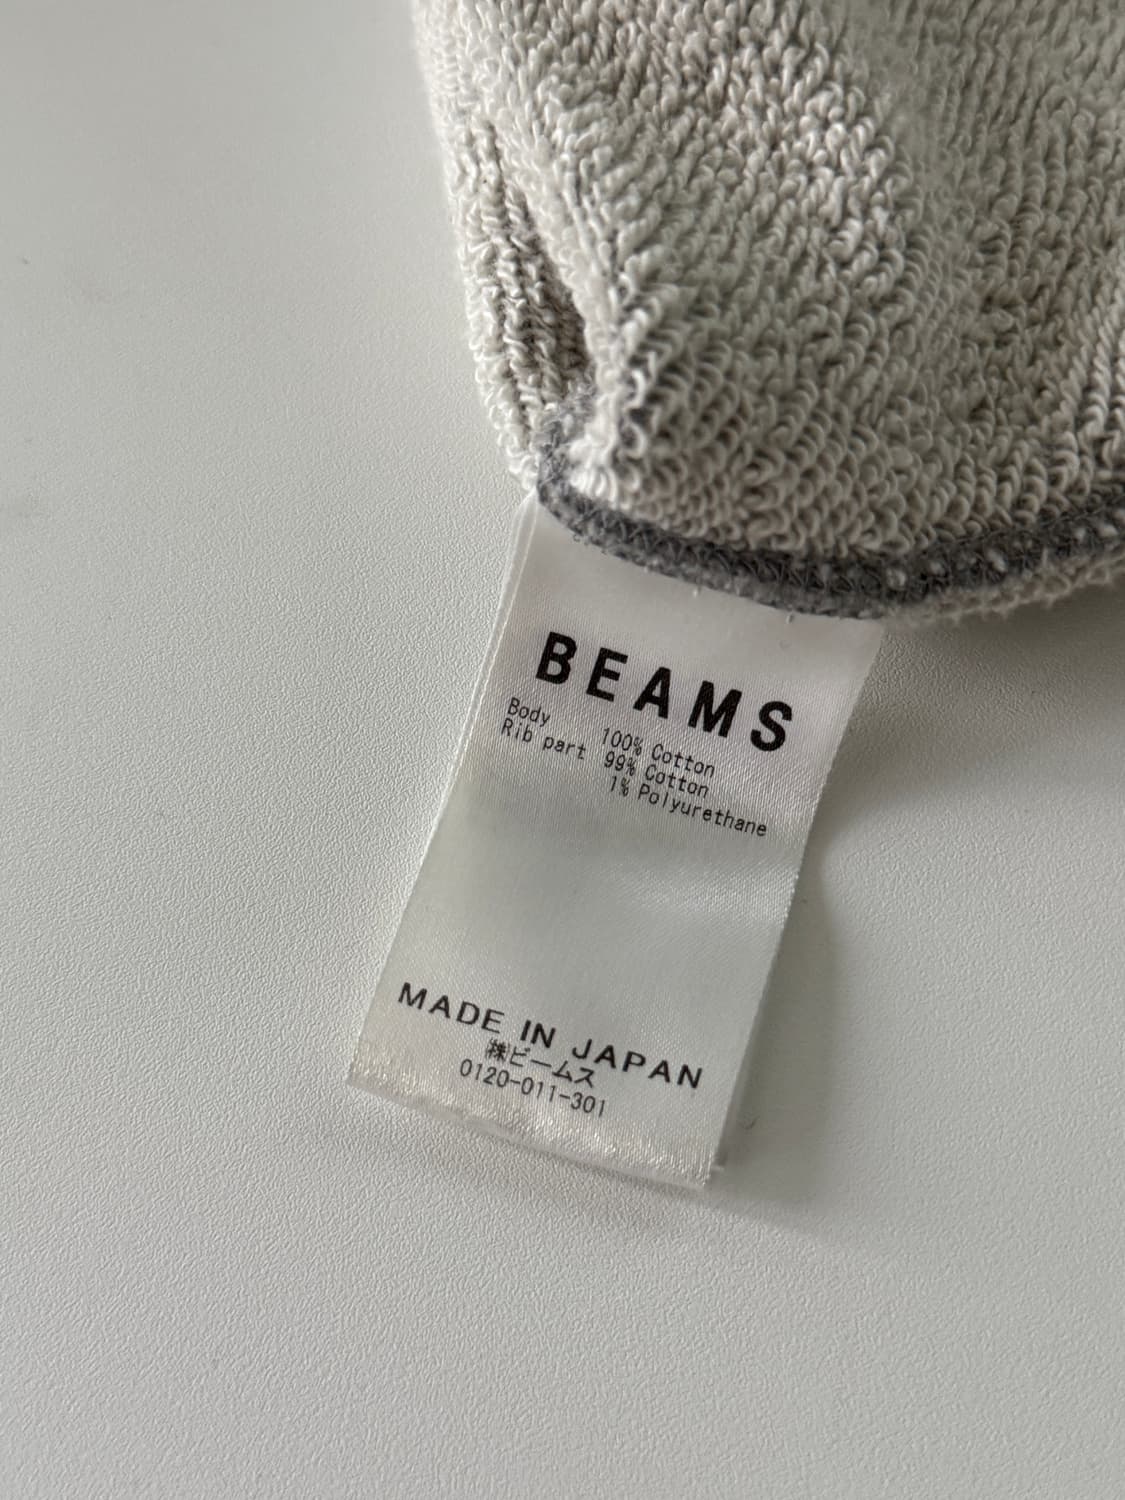 BEAMS
Body 100% Cotton
Rib part 99% Cotton
1% Polyurethane
MADE IN JAPAN
㈱ビームス
0120-011-301